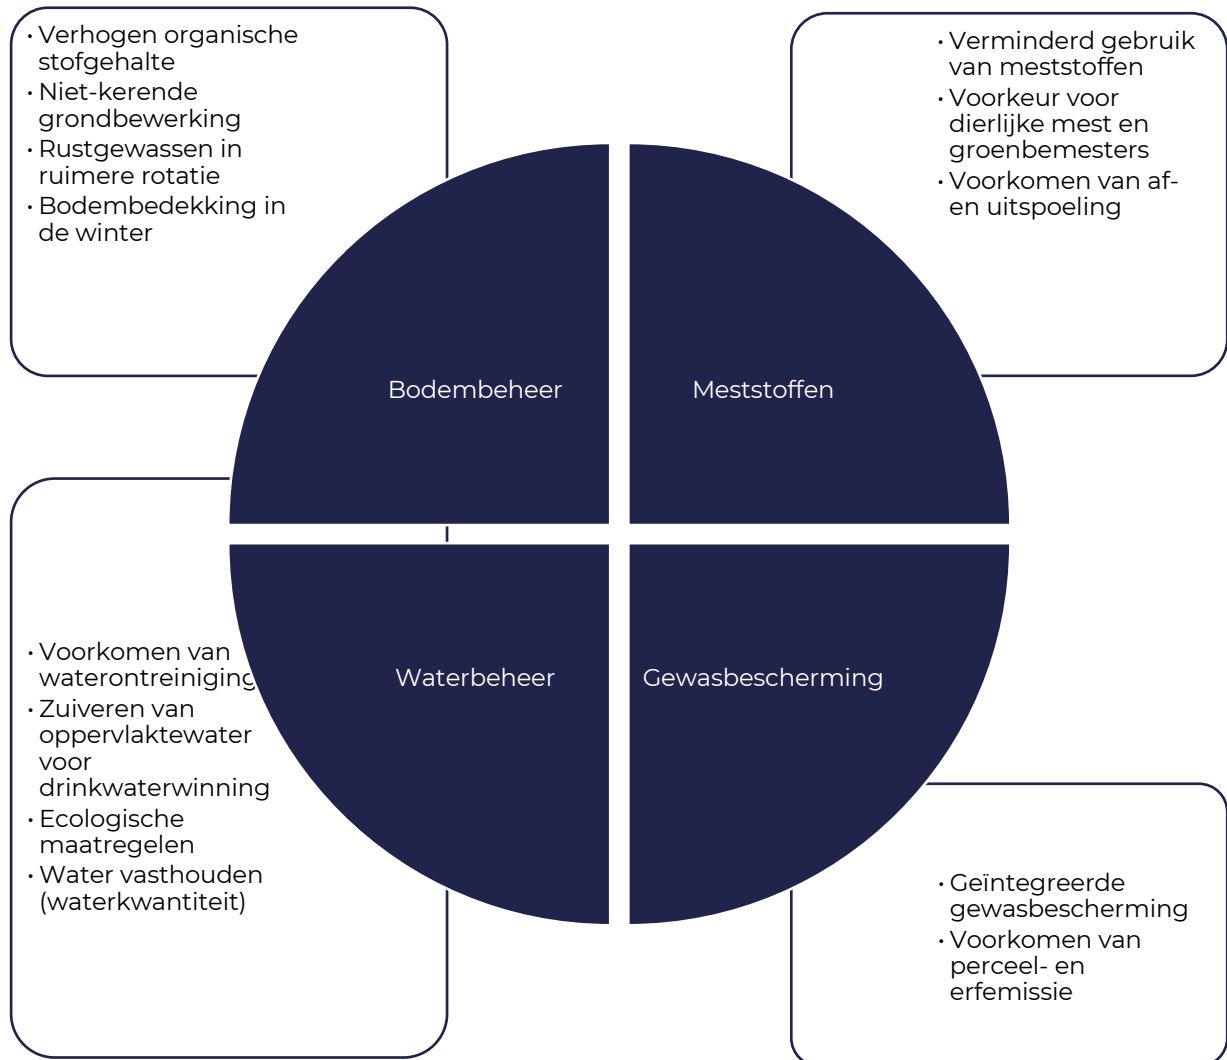 · Verhogen organische
stofgehalte
· Niet-kerende
grondbewerking
· Rustgewassen in
ruimere rotatie
· Bodembedekking in
de winter
· Verminderd gebruik
van meststoffen
· Voorkeur voor
dierlijke mest en
groenbemesters
· Voorkomen van af-
en uitspoeling
Bodembeheer
Meststoffen
Waterbeheer
Gewasbescherming
· Voorkomen van
waterontreiniging
· Zuiveren van
oppervlaktewater
voor
drinkwaterwinning
· Ecologische
maatregelen
· Water vasthouden
(waterkwantiteit)
· Geïntegreerde
gewasbescherming
· Voorkomen van
perceel- en
erfemissie